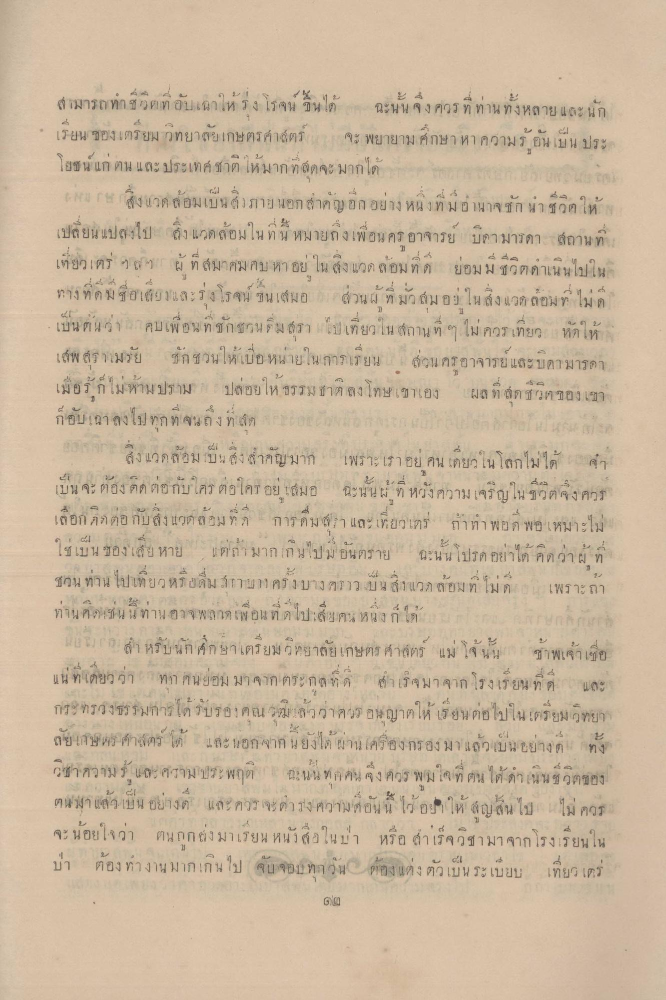 สามารถทำชีวิตที่อับเฉาให้รุ่งโรจน์ขึ้นได้ ฉะนั้นจึงควรที่ท่านทั้งหลายและนัก
เรียนของเตรียมวิทยาลัยเกษตรศาสตร์ จะพยายามศึกษาหาความรู้อันเป็นประ
โยชน์แก่ตนและประเทศชาติให้มากที่สุดจะมากได้
สิ่งแวดล้อมเป็นสิ่งภายนอกสำคัญอีกอย่างหนึ่งที่มีอำนาจชักนำชีวิตให้
เปลี่ยนแปลงไป สิ่งแวดล้อมในที่นี้หมายถึงเพื่อนครูอาจารย์ บิดามารดา สถานที่
เที่ยวเตร่ ฯลฯ ผู้ที่สมาคมคบหาอยู่ในสิ่งแวดล้อมที่ดี ย่อมมีชีวิตดำเนินไปใน
ทางที่ดีมีชื่อเสียงและรุ่งโรจน์ขึ้นเสมอ ส่วนผู้ที่มั่วสุมอยู่ในสิ่งแวดล้อมที่ไม่ดี
เป็นต้นว่า คบเพื่อนที่ชักชวนดื่มสุรา ไปเที่ยวในสถานที่ๆไม่ควรเที่ยว หัดให้
เสพสุราเมรัย ชักชวนให้เบื่อหน่ายในการเรียน ส่วนครูอาจารย์และบิดามารดา
เมื่อรู้ก็ไม่ห้ามปราม ปล่อยให้ธรรมชาติลงโทษเขาเอง ผลที่สุดชีวิตของเขา
ก็อับเฉาลงไปทุกทีจนถึงที่สุด
สิ่งแวดล้อมเป็นสิ่งสำคัญมาก เพราะเราอยู่คนเดียวในโลกไม่ได้ จำ
เป็นจะต้องติดต่อกับใครต่อใครอยู่เสมอ ฉะนั้นผู้ที่หวังความเจริญในชีวิตจึงควร
เลือกติดต่อกับสิ่งแวดล้อมที่ดี การดื่มสุราและเที่ยวเตร่ ถ้าทำพอดีพอเหมาะไม่
ใช่เป็นของเสียหาย แต่ถ้ามากเกินไปมีอันตราย ฉะนั้นโปรดอย่าได้คิดว่าผู้ที่
ชวนท่านไปเที่ยวหรือดื่มสุราบางครั้งบางคราวเป็นสิ่งแวดล้อมที่ไม่ดี เพราะถ้า
ท่านคิดเช่นนี้ท่านอาจพลาดเพื่อนที่ดีไปเสียคนหนึ่งก็ได้
สำหรับนักศึกษาเตรียมวิทยาลัยเกษตรศาสตร์ แม่โจ้นั้น ข้าพเจ้าเชื่อ
แน่ทีเดียวว่า ทุกคนย่อมมาจากตระกูลที่ดี สำเร็จมาจากโรงเรียนที่ดี และ
กระทรวงธรรมการได้รับรองคุณวุฒิแล้วว่าควรอนุญาตให้เรียนต่อไปในเตรียมวิทยา
ลัยเกษตรศาสตร์ได้ และนอกจากนี้ยังได้ผ่านเครื่องกรองมาแล้วเป็นอย่างดี ทั้ง
วิชาความรู้และความประพฤติ ฉะนั้นทุกคนจึงควรพูมใจที่ตนได้ดำเนินชีวิตของ
ตนมาแล้วเป็นอย่างดี และควรจะดำรงความดีอันนี้ไว้อย่าให้สูญสิ้นไป ไม่ควร
จะน้อยใจว่า ตนถูกส่งมาเรียนหนังสือในป่า หรือสำเร็จวิชามาจากโรงเรียนใน
ป่า ต้องทำงานมากเกินไป จับจอบทุกวัน ต้องแต่งตัวเป็นระเบียบ เที่ยวเตร่
๑๒